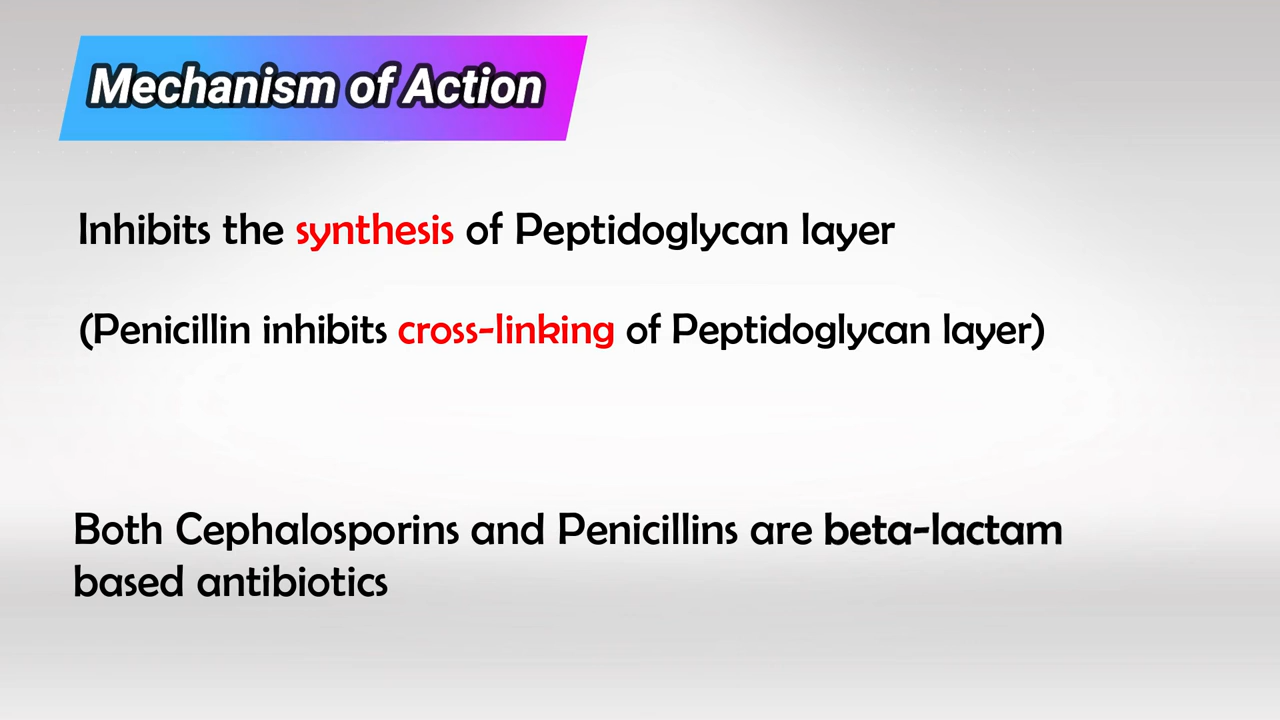 Mechanism of Action
Inhibits the synthesis of Peptidoglycan layer
(Penicillin inhibits cross-linking of Peptidoglycan layer)
Both Cephalosporins and Penicillins are beta-lactam
based antibiotics